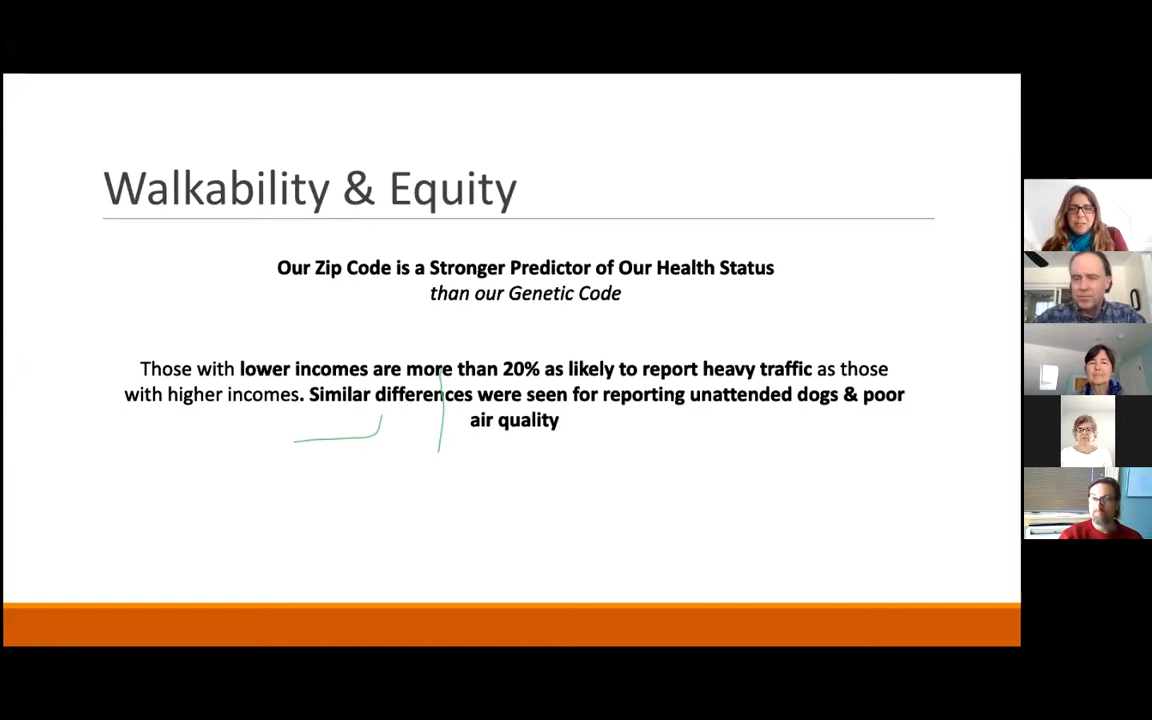 Walkability & Equity
Our Zip Code is a Stronger Predictor of Our Health Status
than our Genetic Code
Those with lower incomes are more than 20% as likely to report heavy traffic as those
with higher incomes. Similar differences were seen for reporting unattended dogs & poor
air quality